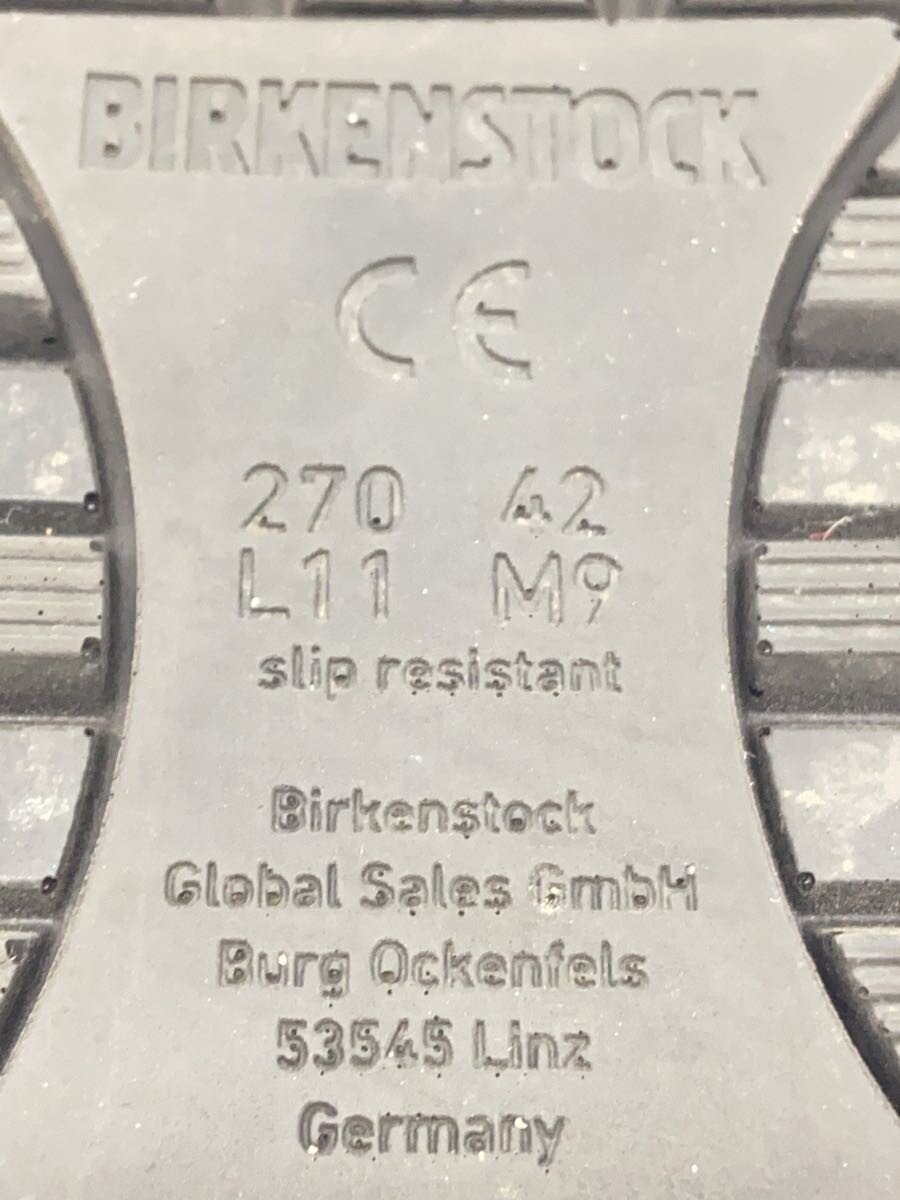 BIRKENSTOCK
CE
270 42
L11 M9
slip resistant
Birkenstock
Global Sales GmbH
Burg Ockenfels
53545 Linz
Germany